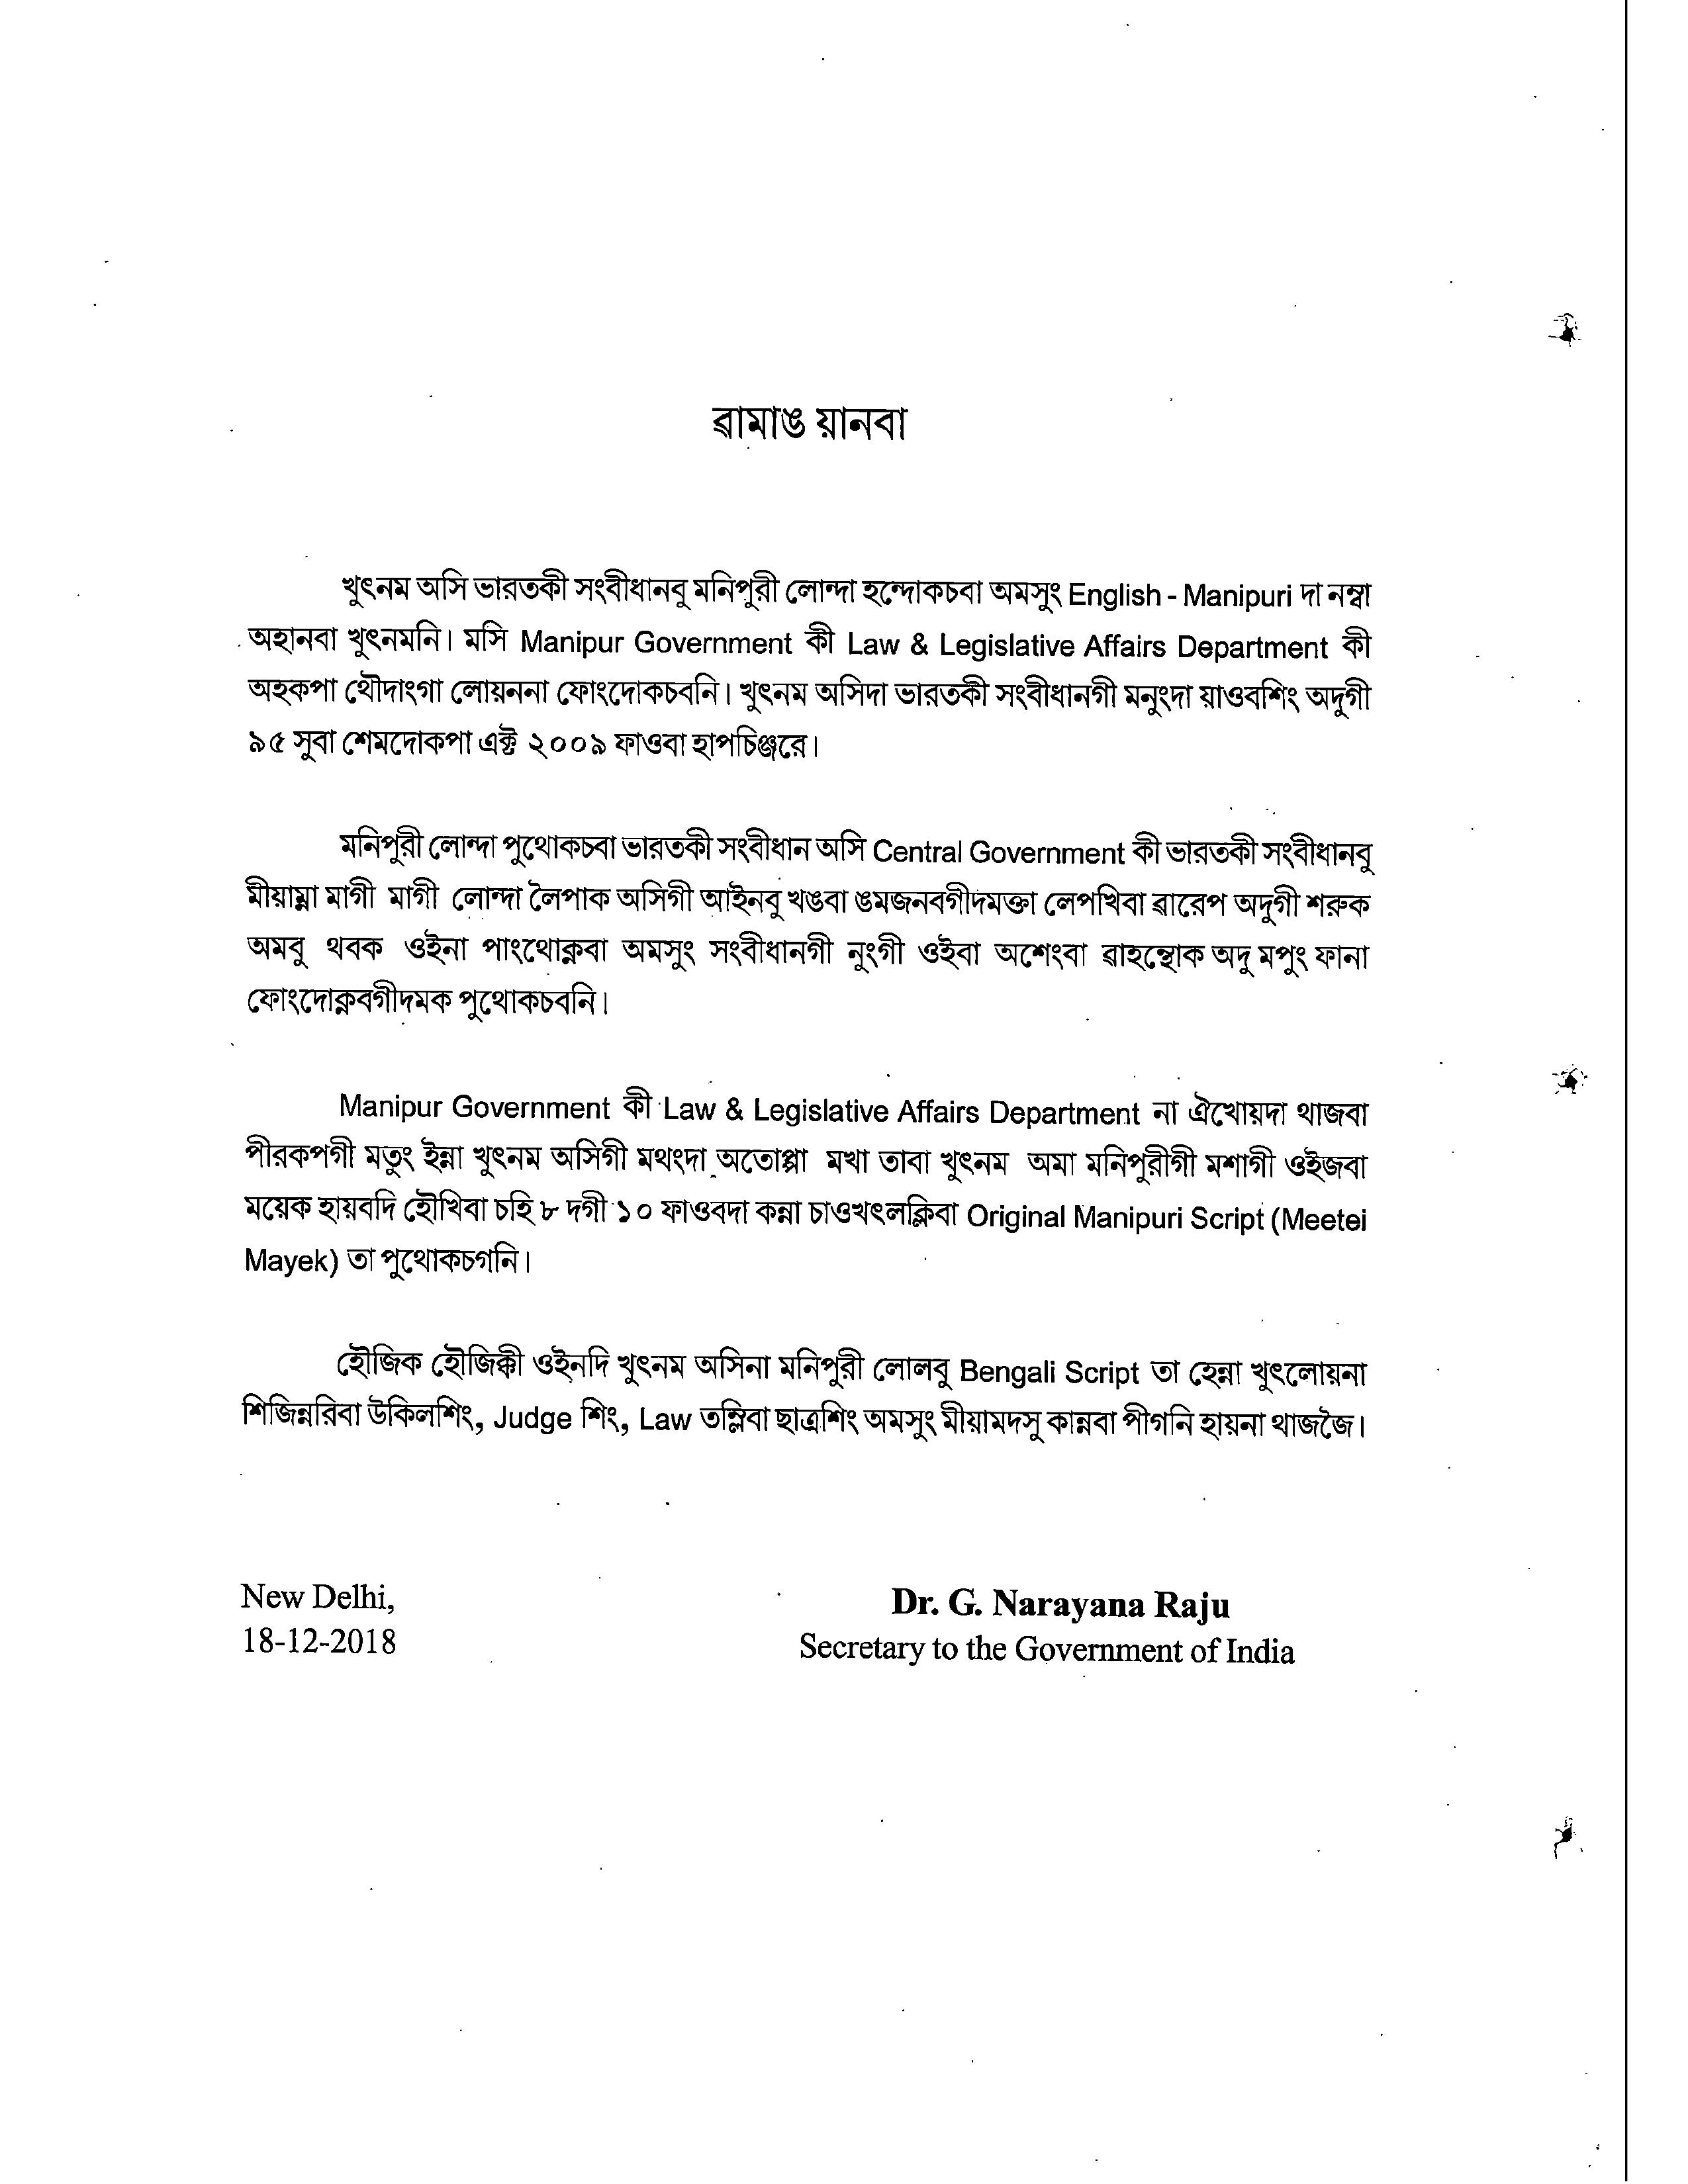 ৱামাঙ য়ানবা
খুৎনম অসি ভারতকী সংবীধানবু মনিপুরী লোন্দা হন্দোকচবা অমসুং English - Manipuri দা নম্বা
অহানবা খুৎনমনি। মসি Manipur Government কী Law & Legislative Affairs Department কী
অহকপা থৌদাংগা লোয়ননা ফোংদোকচবনি। খুৎনম অসিদা ভারতকী সংবীধানগী মনুংদা য়াওবশিং অদুগী
৯৫ সুবা শেমদোকপা এক্ট ২০০৯ ফাওবা হাপচিঞ্জরে।
মনিপুরী লোন্দা পুথোকচবা ভারতকী সংবীধান অসি Central Government কী ভারতকী সংবীধানবু
মীয়াম্না মাগী মাগী লোন্দা লৈপাক অসিগী আইনবু খঙবা ঙমজনবগীদমক্তা লেপখিবা ৱারেপ অদুগী শরুক
অমবু থবক ওইনা পাংথোক্নবা অমসুং সংবীধানগী নুংগী ওইবা অশেংবা ৱাহন্থোক অদু মপুং ফানা
ফোংদোক্নবগীদমক পুথোকচবনি।
Manipur Government কী Law & Legislative Affairs Department না ঐখোয়দা থাজবা
পীরকপগী মতুং ইন্না খুৎনম অসিগী মথংদা অতোপ্পা মখা তাবা খুৎনম অমা মনিপুরীগী মশাগী ওইজবা
ময়েক হায়বদি হৌখিবা চহি ৮ দগী ১০ ফাওবদা কন্না চাওখৎলক্লিবা Original Manipuri Script (Meetei
Mayek) তা পুথোকচগনি।
হৌজিক হৌজিক্কী ওইনদি খুৎনম অসিনা মনিপুরী লোলবু Bengali Script তা হেন্না খুৎলোয়না
শিজিন্নরিবা উকিলশিং, Judge শিং, Law তম্লিবা ছাত্রশিং অমসুং মীয়ামদসু কান্নবা পীগনি হায়না থাজজৈ।
New Delhi,
18-12-2018
Dr. G. Narayana Raju
Secretary to the Government of India